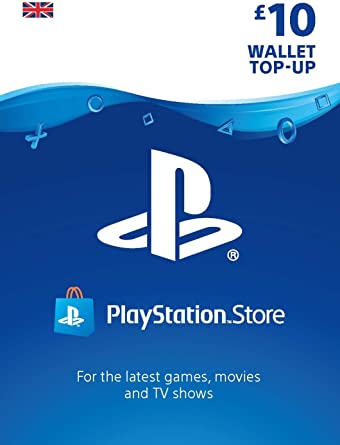 £10
WALLET
TOP-UP
®
PlayStation.Store
For the latest games, movies
and TV shows